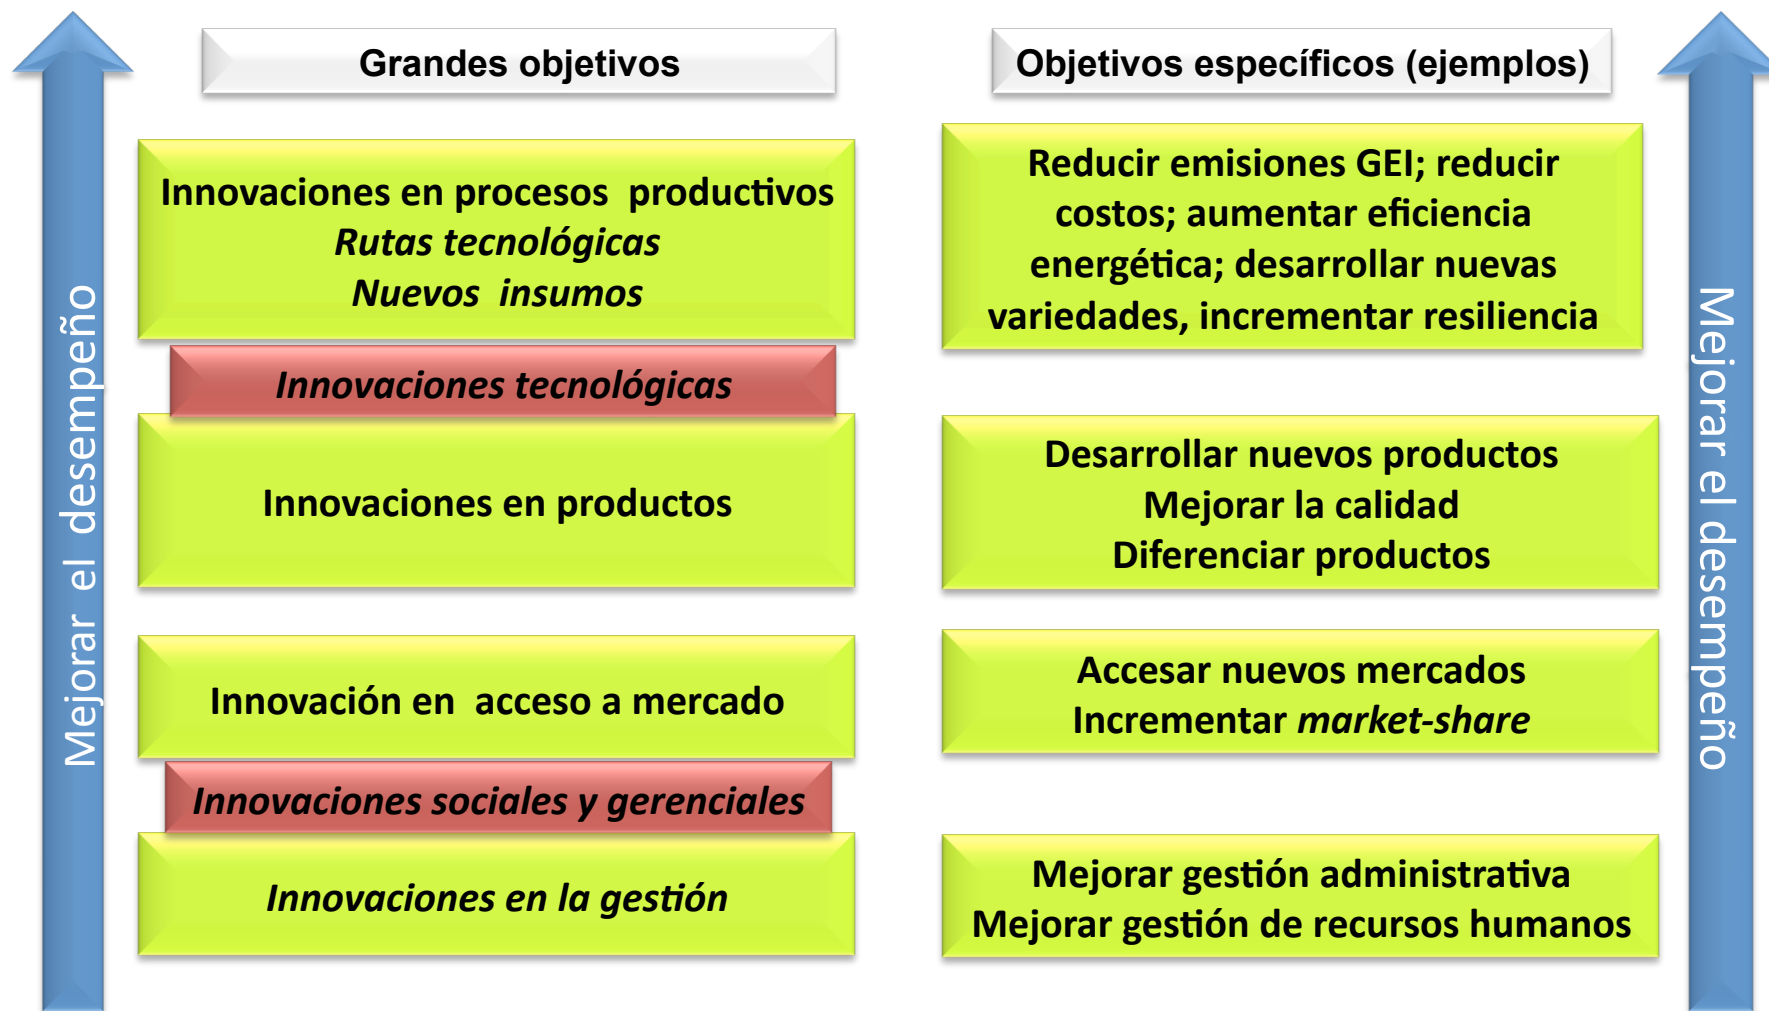 Mejorar el desempeño
Grandes objetivos
Innovaciones en procesos productivos
Rutas tecnológicas
Nuevos insumos
Innovaciones tecnológicas
Innovaciones en productos
Innovación en acceso a mercado
Innovaciones sociales y gerenciales
Innovaciones en la gestión
Objetivos específicos (ejemplos)
Reducir emisiones GEI; reducir
costos; aumentar eficiencia
energética; desarrollar nuevas
variedades, incrementar resiliencia
Desarrollar nuevos productos
Mejorar la calidad
Diferenciar productos
Accesar nuevos mercados
Incrementar market-share
Mejorar gestión administrativa
Mejorar gestión de recursos humanos
Mejorar el desempeño